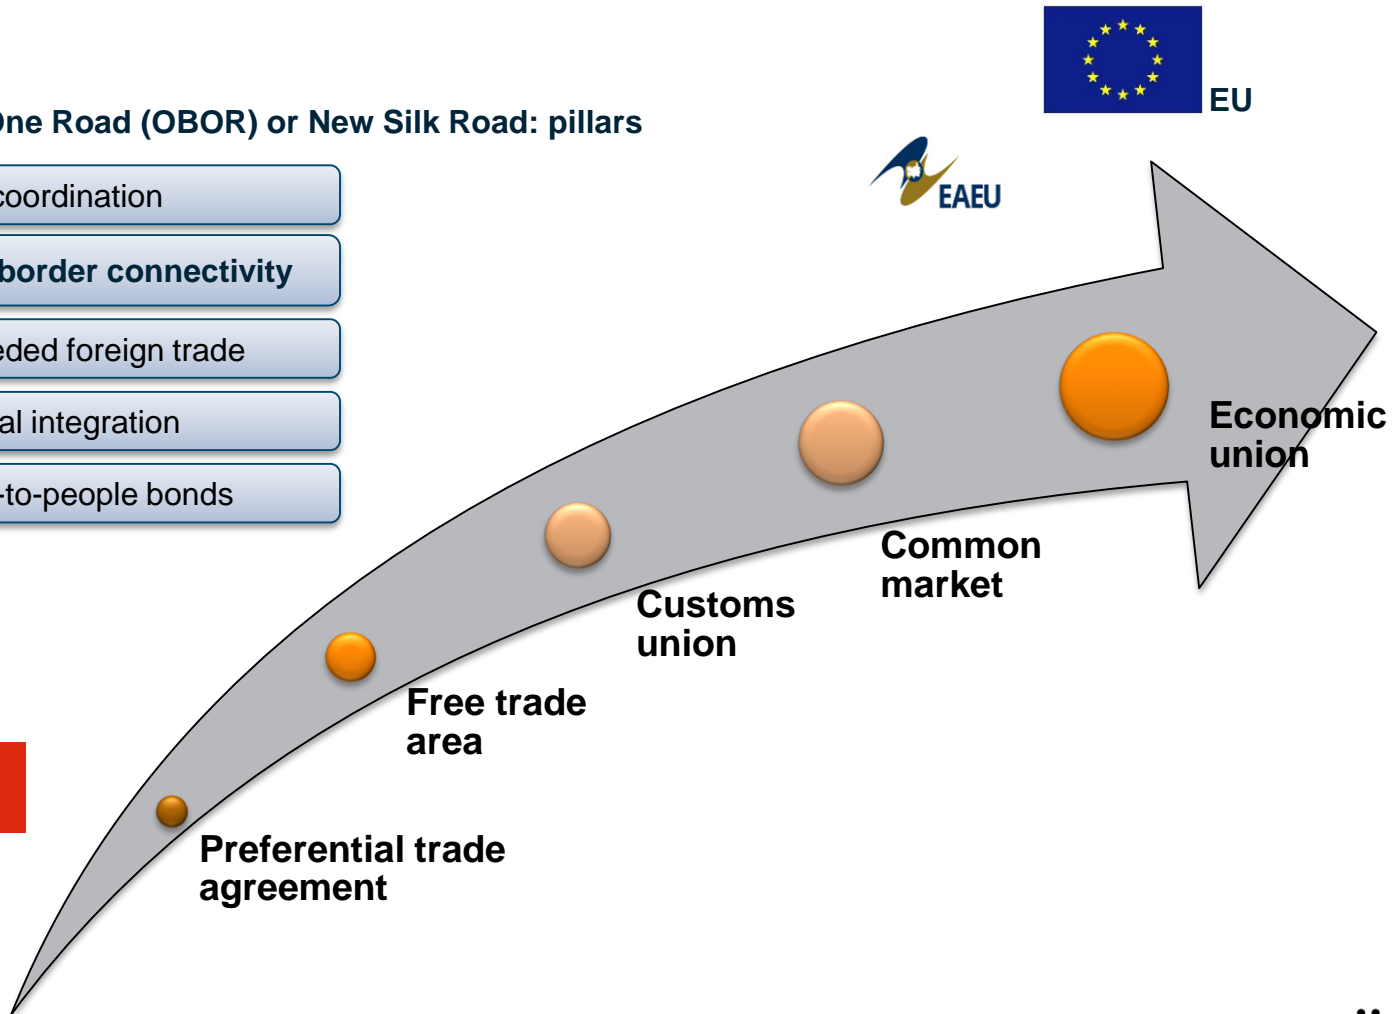 EU
One Road (OBOR) or New Silk Road: pillars
EAEU
coordination
border connectivity
eded foreign trade
al integration
-to-people bonds
Economic
union
Common
market
Customs
union
Free trade
area
Preferential trade
agreement